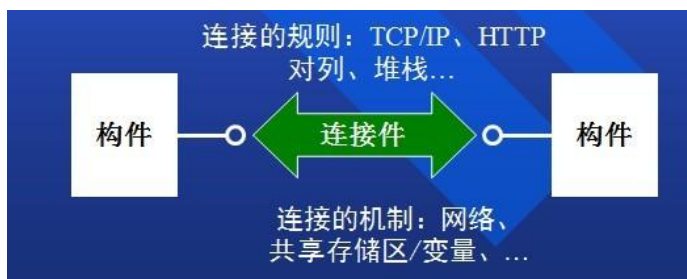 连接的规则：TCP/IP、HTTP
对列、堆栈…
构件 连接件 构件
连接的机制：网络、
共享存储区/变量、…